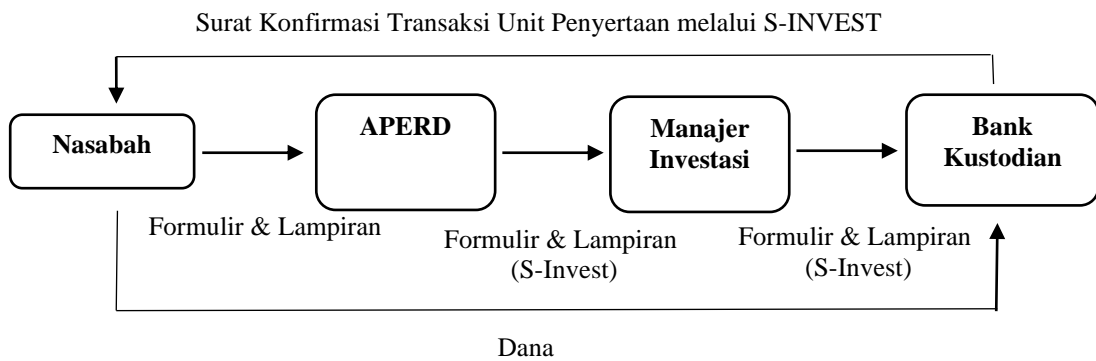 Surat Konfirmasi Transaksi Unit Penyertaan melalui S-INVEST
Nasabah
APERD
Manajer
Investasi
Bank
Kustodian
Formulir & Lampiran
Formulir & Lampiran
(S-Invest)
Formulir & Lampiran
(S-Invest)
Dana